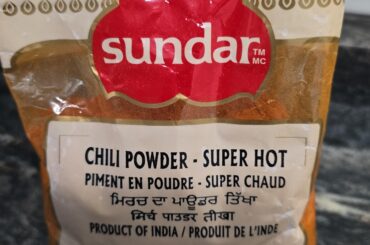 sundar TM
MC
CHILI POWDER - SUPER HOT
PIMENT EN POUDRE - SUPER CHAUD
ਮਿਰਚ ਦਾ ਪਾਊਡਰ ਤਿੱਖਾ
मिर्च पाउडर तीखा
PRODUCT OF INDIA / PRODUIT DE L'INDE